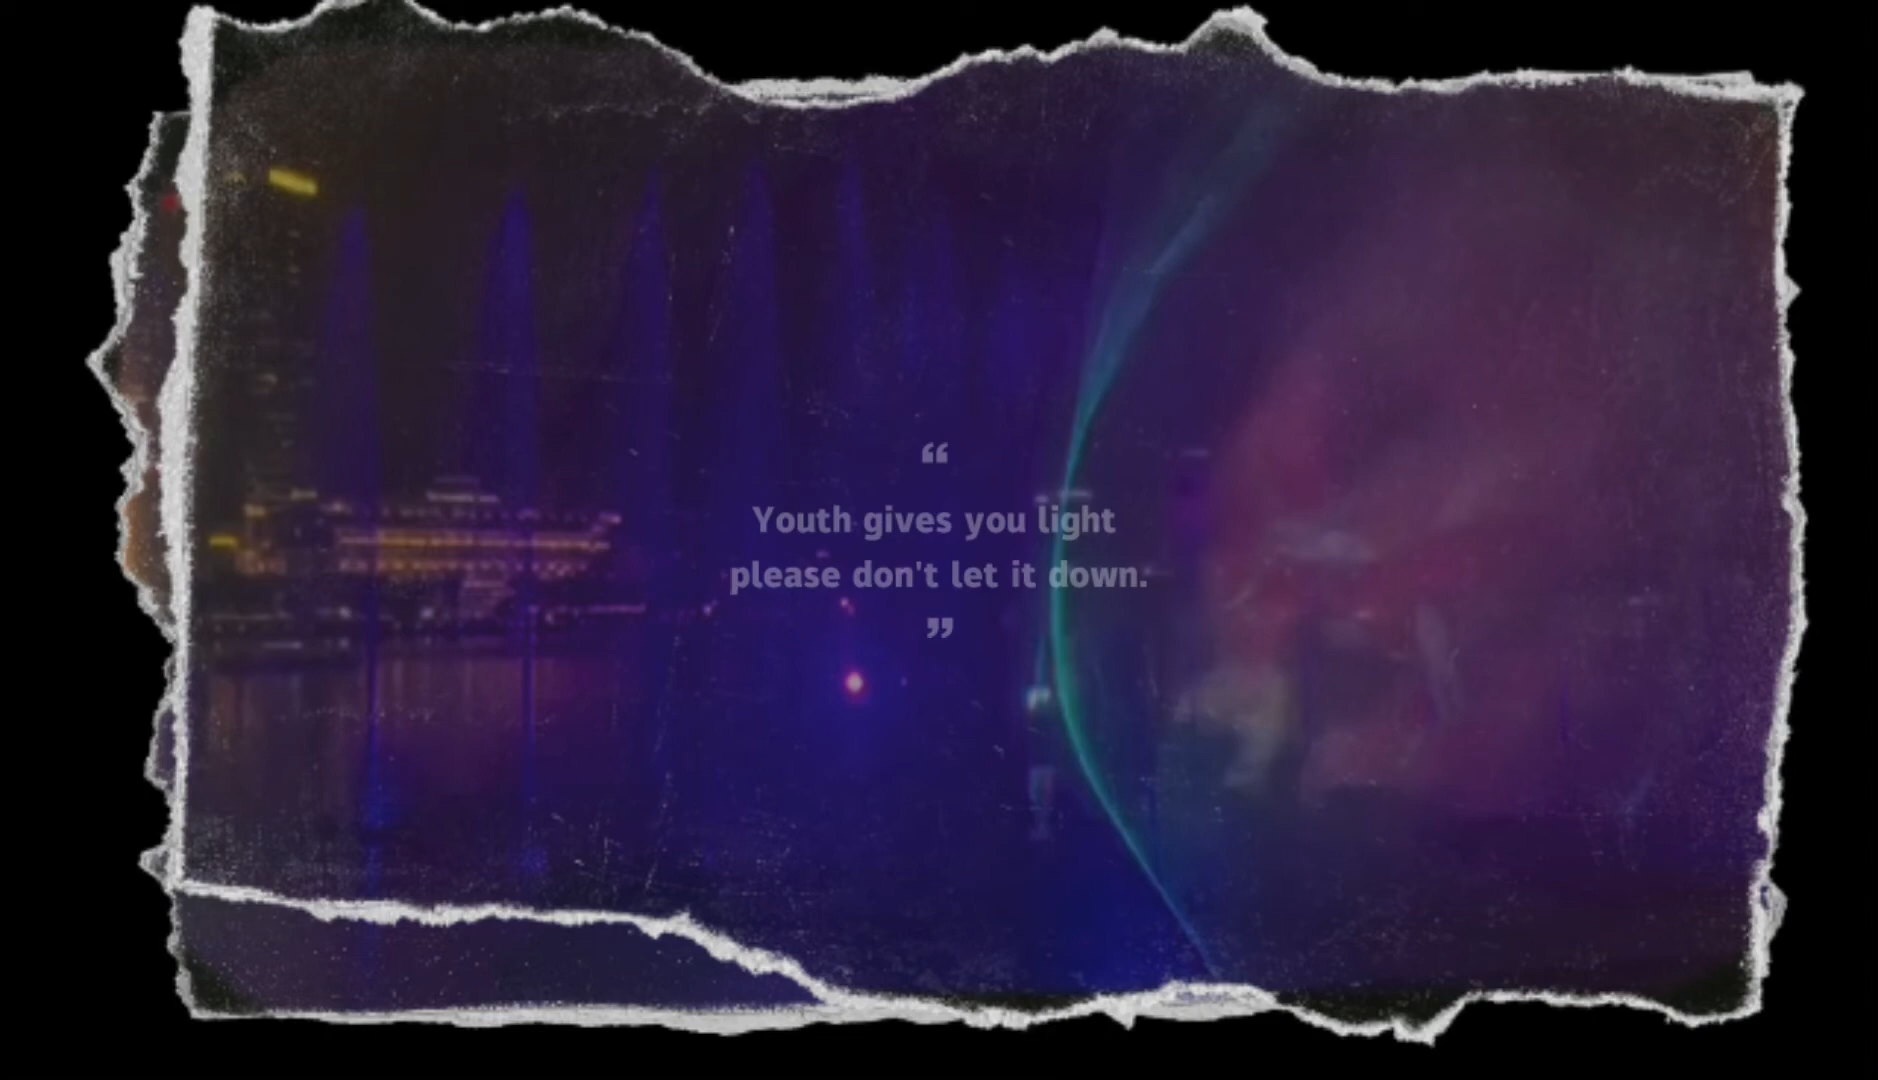 “
Youth gives you light
please don't let it down.
”